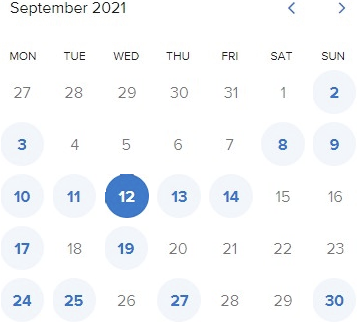 September 2021
MON TUE WED THU FRI SAT SUN
27 28 29 30 31 1 2
3 4 5 6 7 8 9
10 11 12 13 14 15 16
17 18 19 20 21 22 23
24 25 26 27 28 29 30